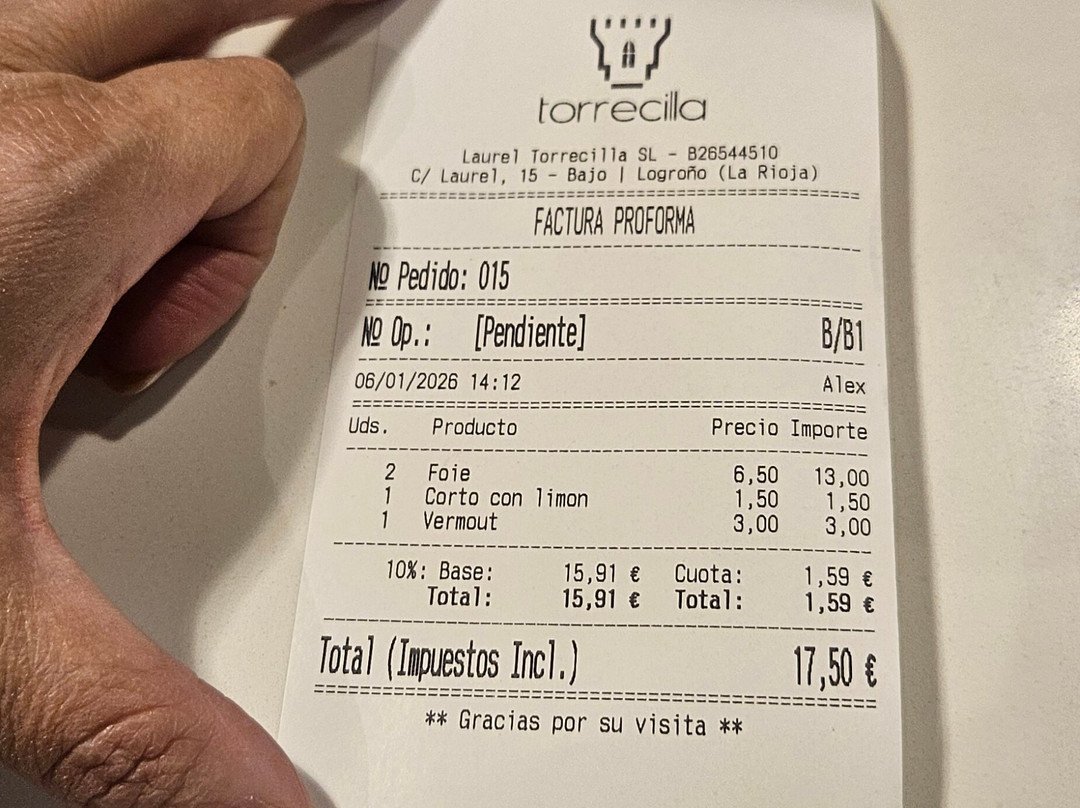 torrecilla
Laurel Torrecilla SL - B26544510
C/ Laurel, 15 - Bajo | Logroño (La Rioja)
FACTURA PROFORMA
Nº Pedido: 015
Nº Op.: [Pendiente] B/B1
06/01/2026 14:12 Alex
Uds. Producto Precio Importe
2 Foie 6,50 13,00
1 Corto con limon 1,50 1,50
1 Vermout 3,00 3,00
10%: Base: 15,91 € Cuota: 1,59 €
Total: 15,91 € Total: 1,59 €
Total (Impuestos Incl.) 17,50 €
** Gracias por su visita **